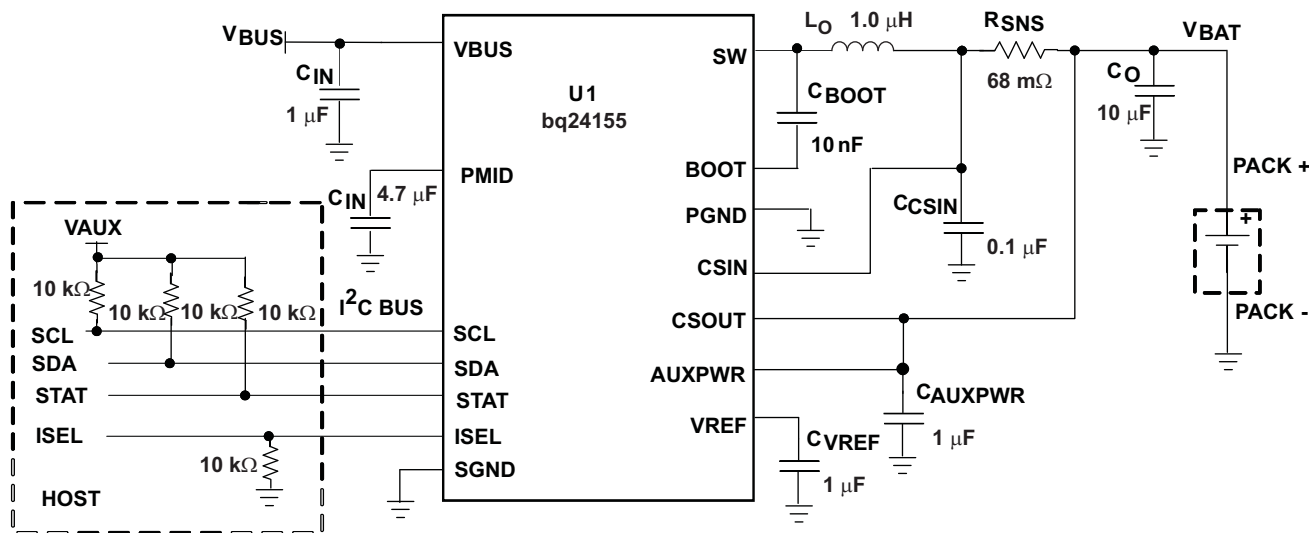 VBUS
CIN
1 μF
VBUS
U1
bq24155
SW
LO 1.0 μH
RSNS
68 mΩ
VBAT
CO
10 μF
CBOOT
10 nF
BOOT
PMID
CIN 4.7 μF
PGND
CCSIN
0.1 μF
CSIN
PACK +
+
PACK -
VAUX
10 kΩ
10 kΩ
10 kΩ
I2C BUS
SCL
SCL
CSOUT
SDA
SDA
AUXPWR
STAT
STAT
CAUXPWR
1 μF
VREF
CVREF
1 μF
ISEL
ISEL
10 kΩ
SGND
HOST